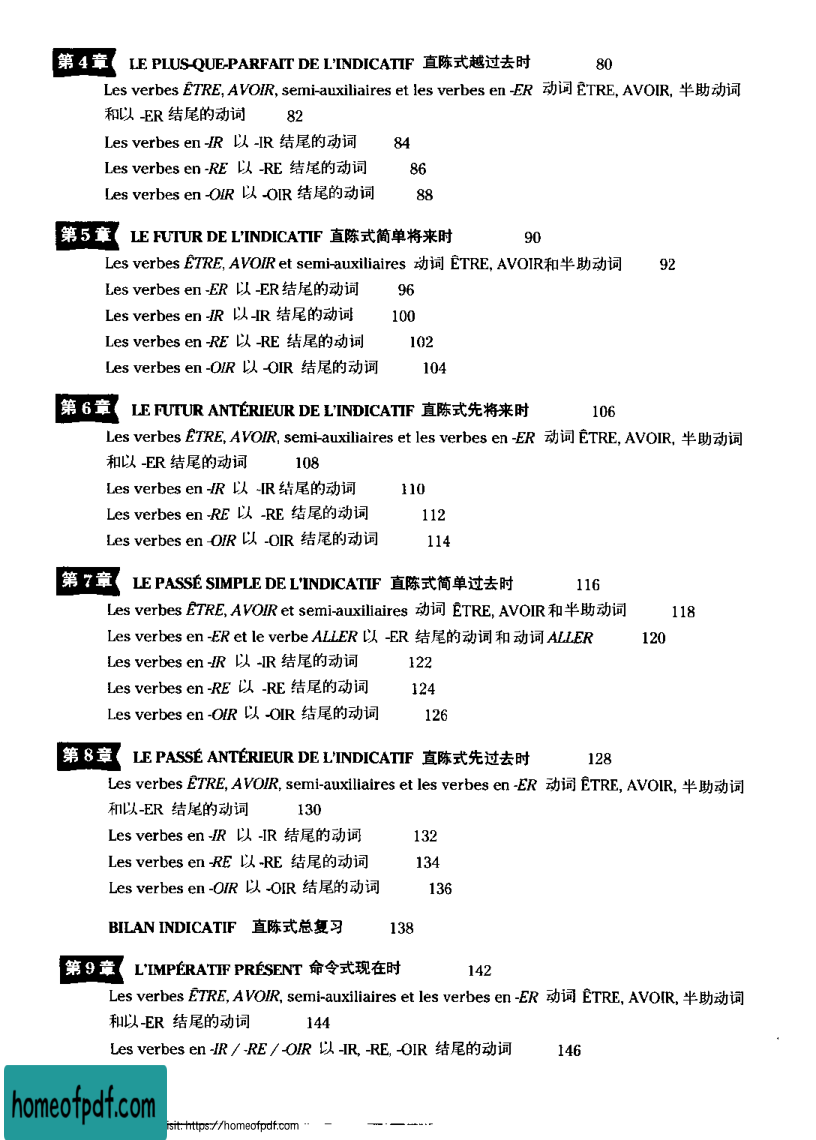 第4章 LE PLUS-QUE-PARFAIT DE L'INDICATIF 直陈式越过去时 80
Les verbes ÊTRE, AVOIR, semi-auxiliaires et les verbes en -ER 动词 ÊTRE, AVOIR, 半助动词
和以 -ER 结尾的动词 82
Les verbes en -IR 以 -IR 结尾的动词 84
Les verbes en -RE 以 -RE 结尾的动词 86
Les verbes en -OIR 以 -OIR 结尾的动词 88
第5章 LE FUTUR DE L'INDICATIF 直陈式简单将来时 90
Les verbes ÊTRE, AVOIR et semi-auxiliaires 动词 ÊTRE, AVOIR和半助动词 92
Les verbes en -ER 以 -ER结尾的动词 96
Les verbes en -IR 以 -IR 结尾的动词 100
Les verbes en -RE 以 -RE 结尾的动词 102
Les verbes en -OIR 以 -OIR 结尾的动词 104
第6章 LE FUTUR ANTÉRIEUR DE L'INDICATIF 直陈式先将来时 106
Les verbes ÊTRE, AVOIR, semi-auxiliaires et les verbes en -ER 动词 ÊTRE, AVOIR, 半助动词
和以 -ER 结尾的动词 108
Les verbes en -IR 以 -IR 结尾的动词 110
Les verbes en -RE 以 -RE 结尾的动词 112
Les verbes en -OIR 以 -OIR 结尾的动词 114
第7章 LE PASSÉ SIMPLE DE L'INDICATIF 直陈式简单过去时 116
Les verbes ÊTRE, AVOIR et semi-auxiliaires 动词 ÊTRE, AVOIR 和半助动词 118
Les verbes en -ER et le verbe ALLER 以 -ER 结尾的动词和动词 ALLER 120
Les verbes en -IR 以 -IR 结尾的动词 122
Les verbes en -RE 以 -RE 结尾的动词 124
Les verbes en -OIR 以 -OIR 结尾的动词 126
第8章 LE PASSÉ ANTÉRIEUR DE L'INDICATIF 直陈式先过去时 128
Les verbes ÊTRE, AVOIR, semi-auxiliaires et les verbes en -ER 动词 ÊTRE, AVOIR, 半助动词
和以-ER 结尾的动词 130
Les verbes en -IR 以 -IR 结尾的动词 132
Les verbes en -RE 以 -RE 结尾的动词 134
Les verbes en -OIR 以 -OIR 结尾的动词 136
BILAN INDICATIF 直陈式总复习 138
第9章 L'IMPÉRATIF PRÉSENT 命令式现在时 142
Les verbes ÊTRE, AVOIR, semi-auxiliaires et les verbes en -ER 动词 ÊTRE, AVOIR, 半助动词
和以-ER 结尾的动词 144
Les verbes en -IR / -RE / -OIR 以 -IR, -RE, -OIR 结尾的动词 146
homeofpdf.com
isit: https://homeofpdf.com